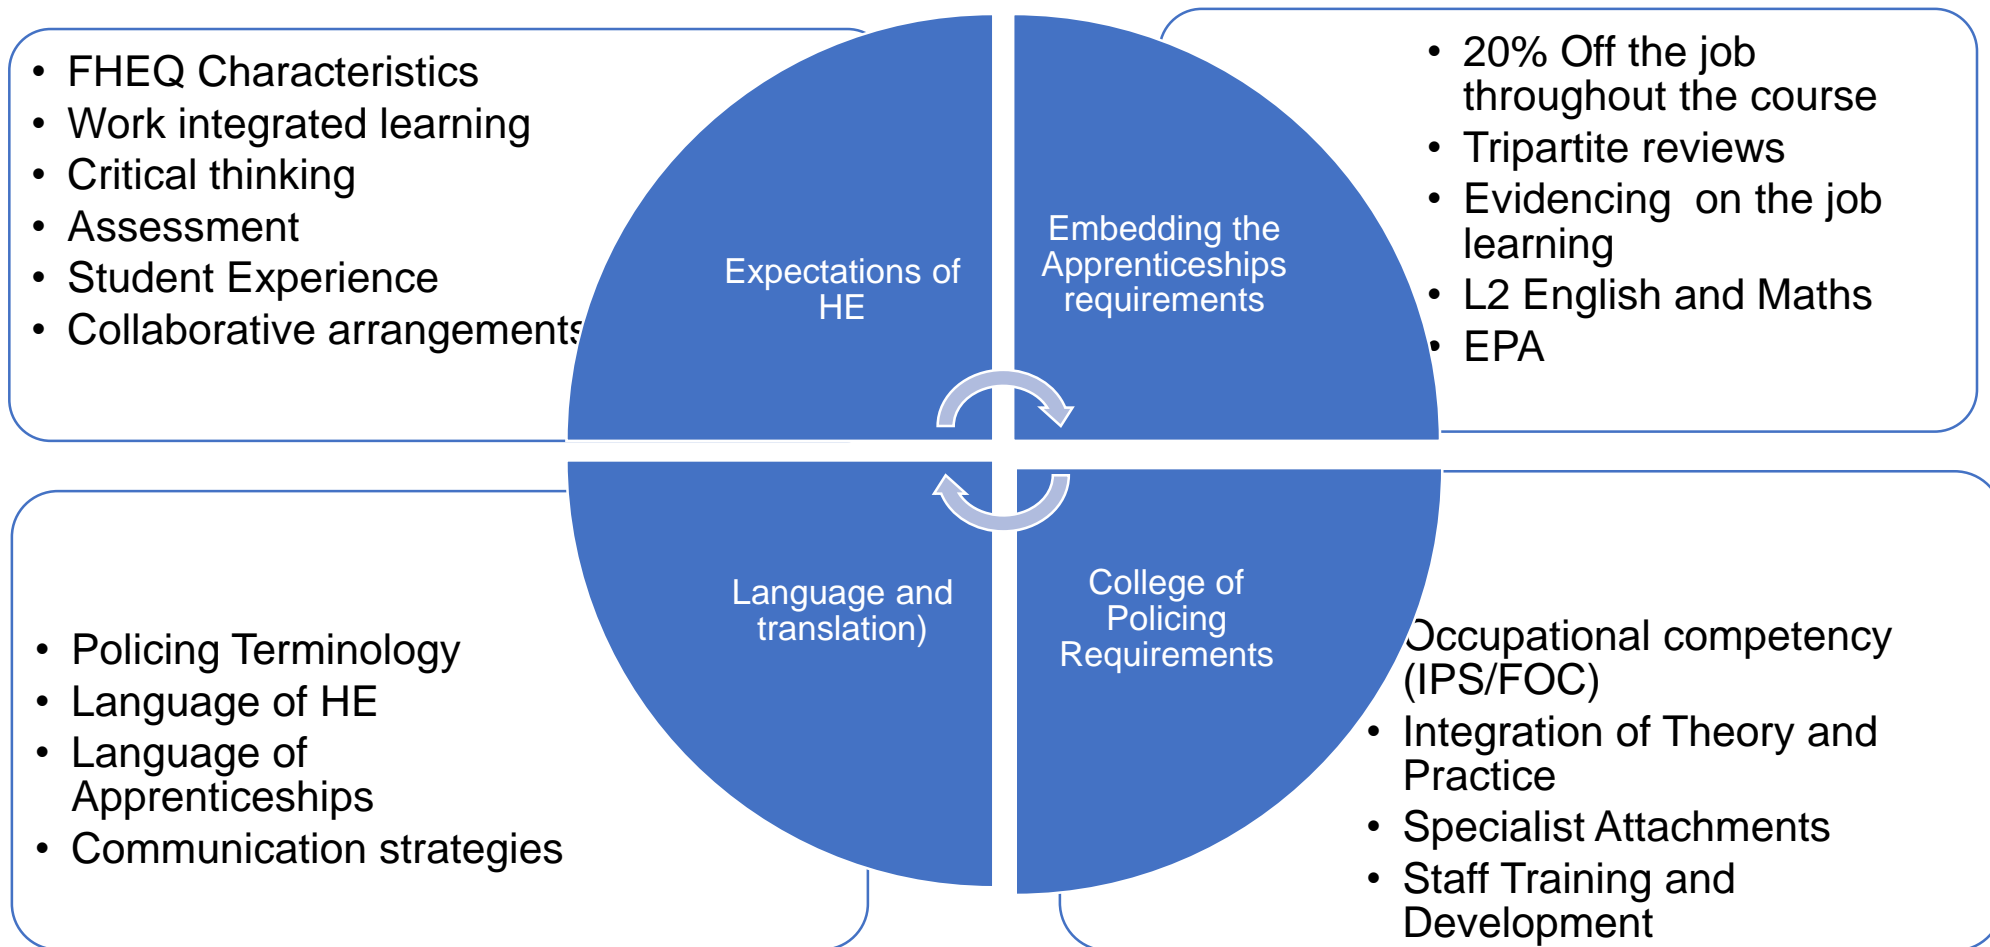 • FHEQ Characteristics
• Work integrated learning
• Critical thinking
• Assessment
• Student Experience
• Collaborative arrangements
Expectations of
HE
Embedding the
Apprenticeships
requirements
• 20% Off the job
throughout the course
• Tripartite reviews
• Evidencing  on the job
learning
• L2 English and Maths
• EPA
• Policing Terminology
• Language of HE
• Language of
Apprenticeships
• Communication strategies
Language and
translation)
College of
Policing
Requirements
Occupational competency
(IPS/FOC)
• Integration of Theory and
Practice
• Specialist Attachments
• Staff Training and
Development